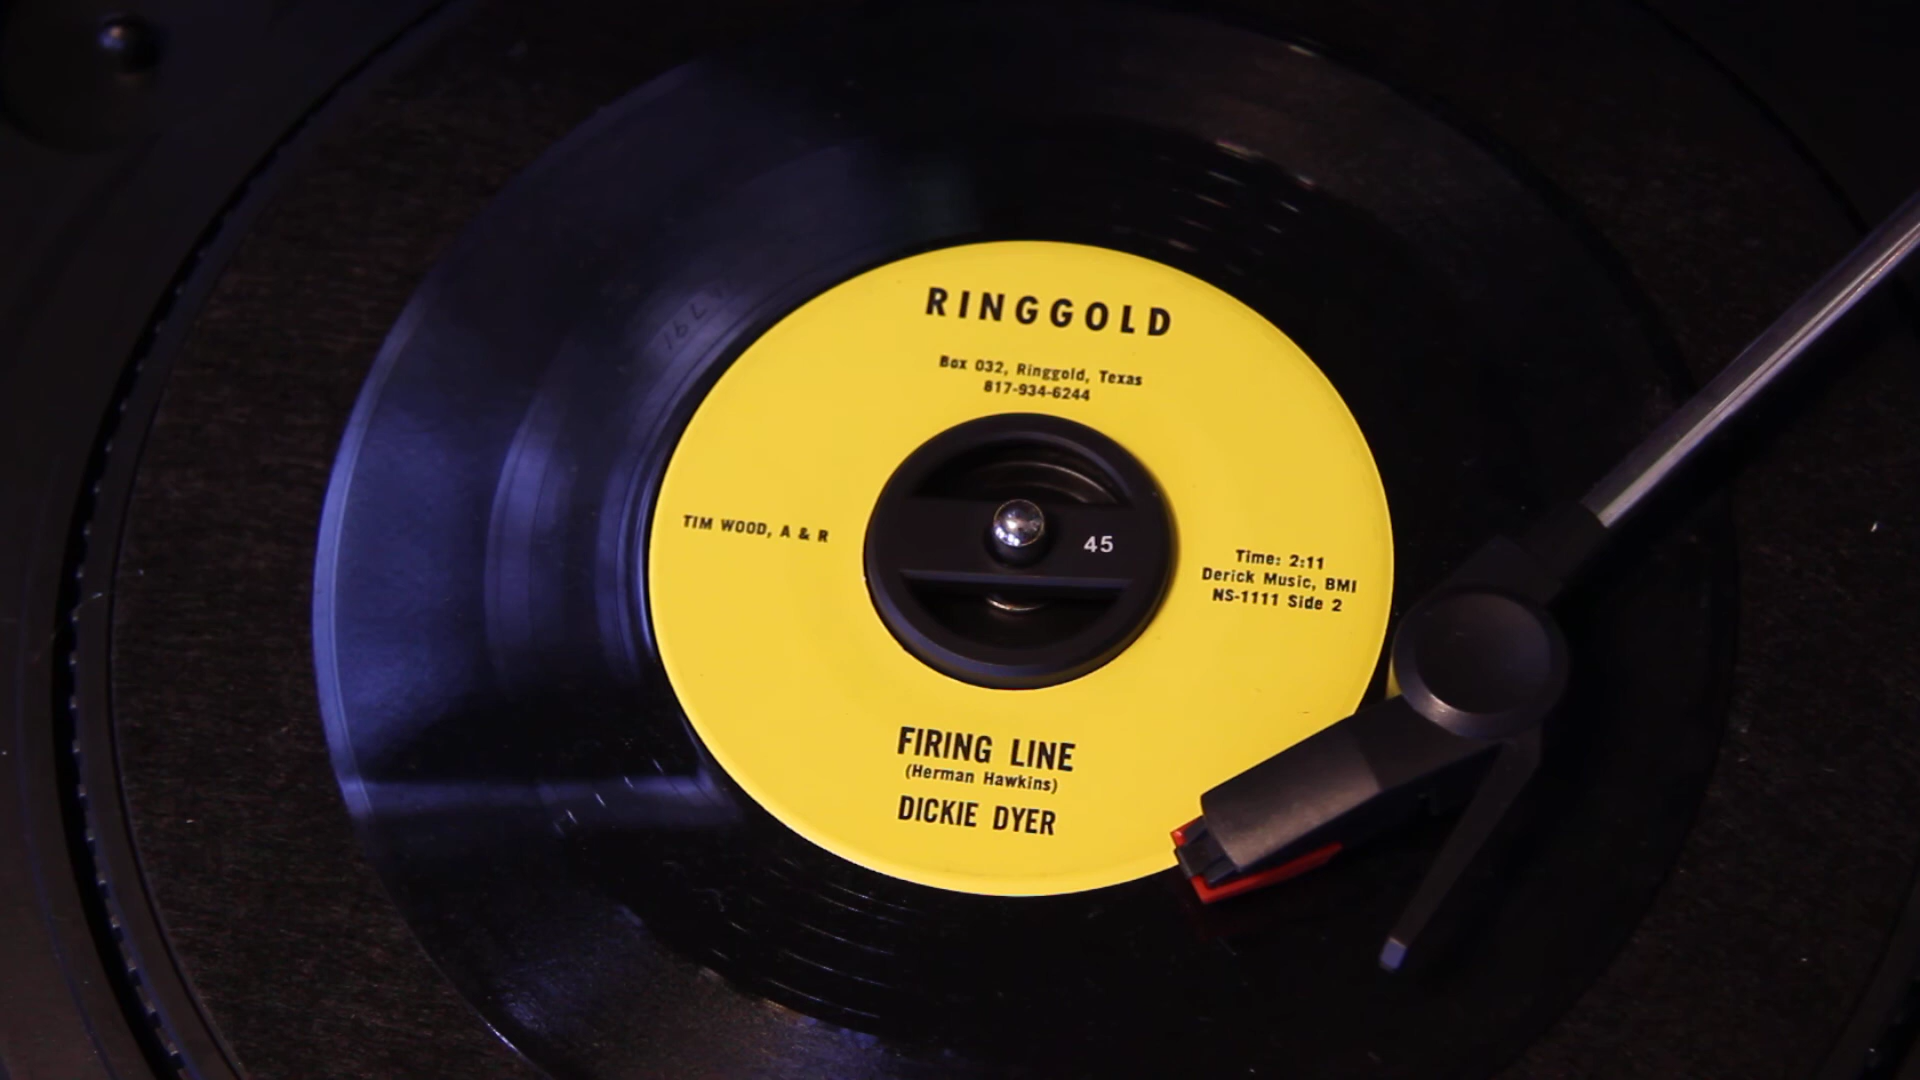 RINGGOLD
Box 032, Ringgold, Texas
817-934-6244
TIM WOOD, A & R
45
Time: 2:11
Derick Music, BMI
NS-1111 Side 2
FIRING LINE
(Herman Hawkins)
DICKIE DYER